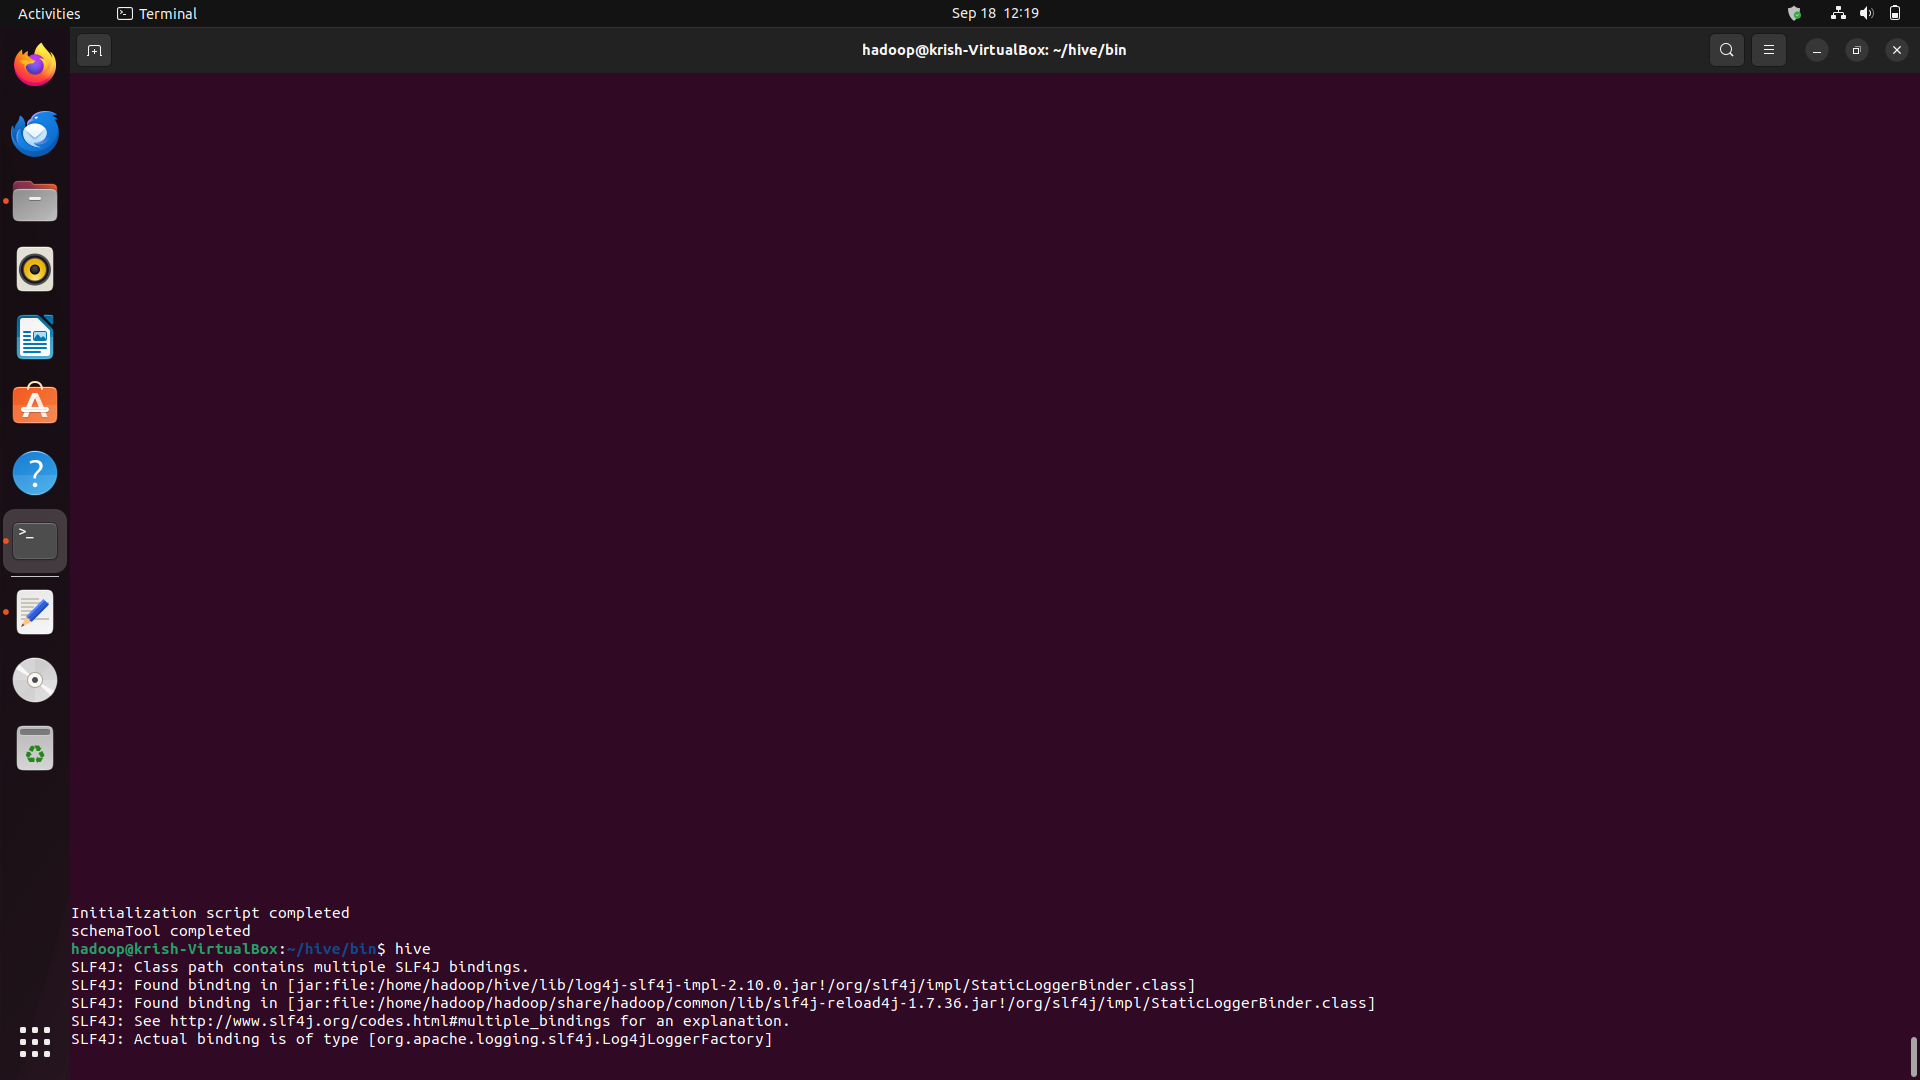 Activities Terminal Sep 18 12:19
hadoop@krish-VirtualBox: ~/hive/bin
Initialization script completed
schemaTool completed
hadoop@krish-VirtualBox:~/hive/bin$ hive
SLF4J: Class path contains multiple SLF4J bindings.
SLF4J: Found binding in [jar:file:/home/hadoop/hive/lib/log4j-slf4j-impl-2.10.0.jar!/org/slf4j/impl/StaticLoggerBinder.class]
SLF4J: Found binding in [jar:file:/home/hadoop/hadoop/share/hadoop/common/lib/slf4j-reload4j-1.7.36.jar!/org/slf4j/impl/StaticLoggerBinder.class]
SLF4J: See http://www.slf4j.org/codes.html#multiple_bindings for an explanation.
SLF4J: Actual binding is of type [org.apache.logging.slf4j.Log4jLoggerFactory]